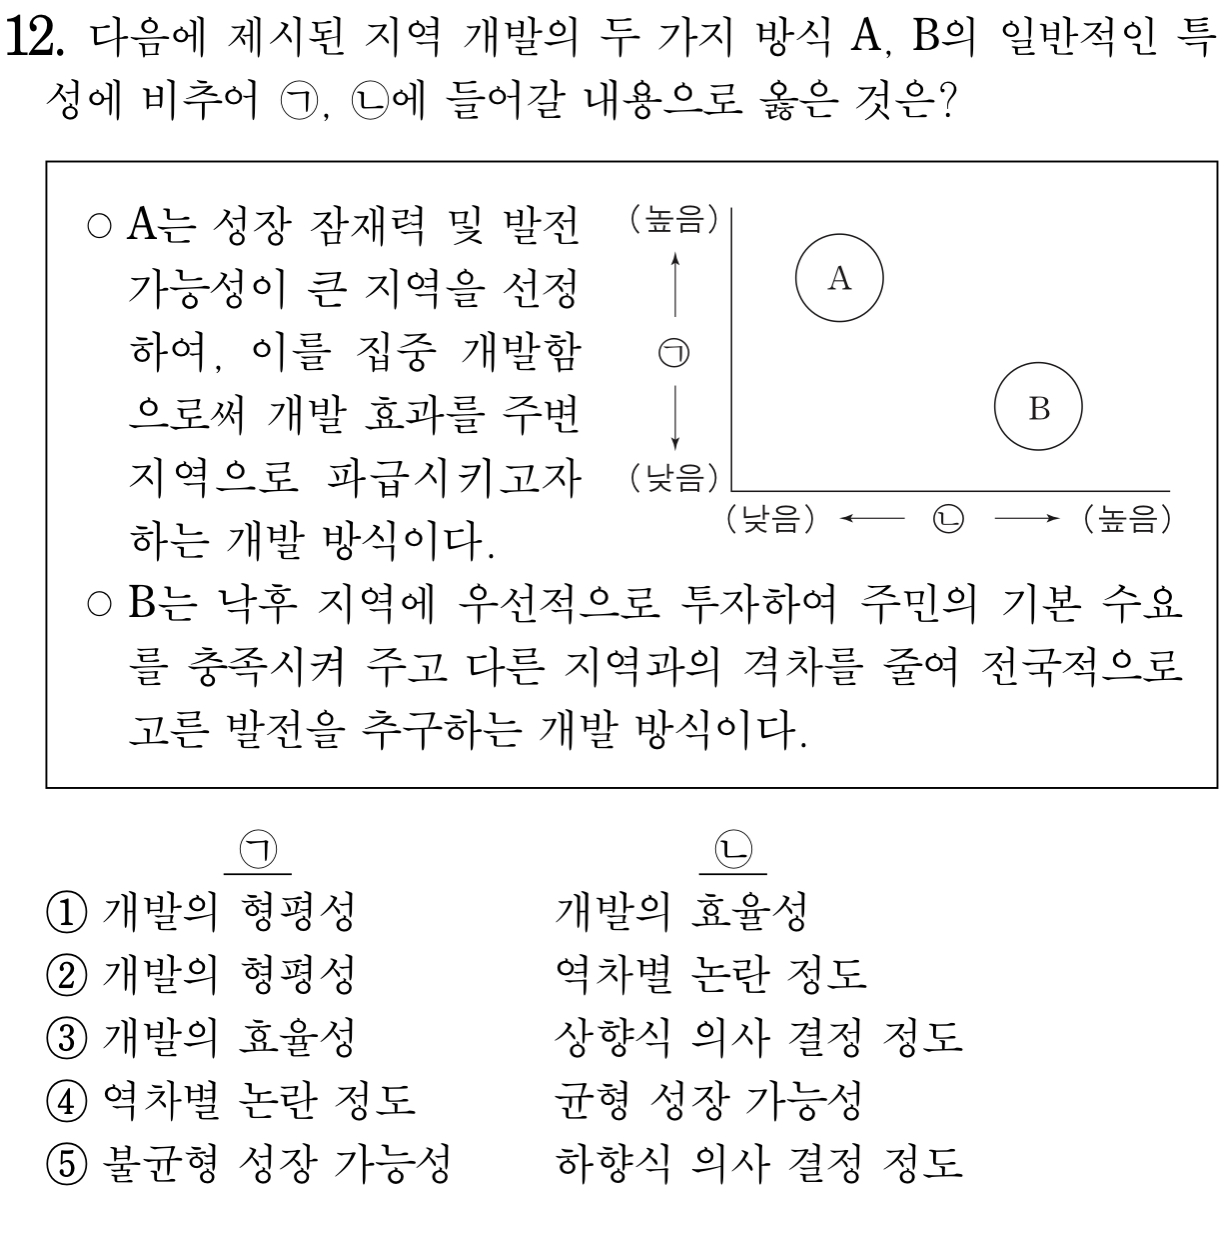 12. 다음에 제시된 지역 개발의 두 가지 방식 A, B의 일반적인 특
성에 비추어 ㉠, ㉡에 들어갈 내용으로 옳은 것은?
○ A는 성장 잠재력 및 발전
가능성이 큰 지역을 선정
하여, 이를 집중 개발함
으로써 개발 효과를 주변
지역으로 파급시키고자
하는 개발 방식이다.
(높음)
㉠
(낮음)
A
B
(낮음) ← ㉡ → (높음)
○ B는 낙후 지역에 우선적으로 투자하여 주민의 기본 수요
를 충족시켜 주고 다른 지역과의 격차를 줄여 전국적으로
고른 발전을 추구하는 개발 방식이다.
㉠ ㉡
① 개발의 형평성 개발의 효율성
② 개발의 형평성 역차별 논란 정도
③ 개발의 효율성 상향식 의사 결정 정도
④ 역차별 논란 정도 균형 성장 가능성
⑤ 불균형 성장 가능성 하향식 의사 결정 정도